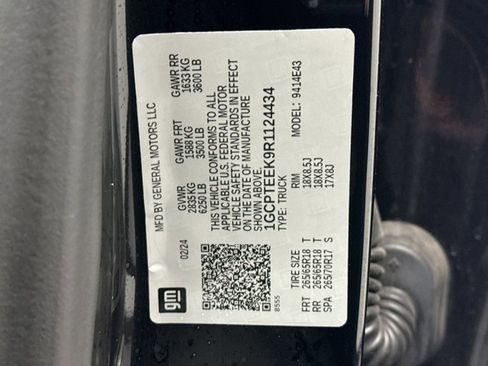 MFD BY GENERAL MOTORS LLC
02/24
GVWR GAWR FRT GAWR RR
2835 KG 1588 KG 1633 KG
6250 LB 3500 LB 3600 LB
THIS VEHICLE CONFORMS TO ALL
APPLICABLE U.S. FEDERAL MOTOR
VEHICLE SAFETY STANDARDS IN EFFECT
ON THE DATE OF MANUFACTURE
SHOWN ABOVE.
1GCPTEEK9R1124434
TYPE: TRUCK MODEL: 9414E43
TIRE SIZE RIM
FRT 265/65R18 T 18X8.5J
RR 265/65R18 T 18X8.5J
SPA 265/70R17 S 17X8J
gm
8555